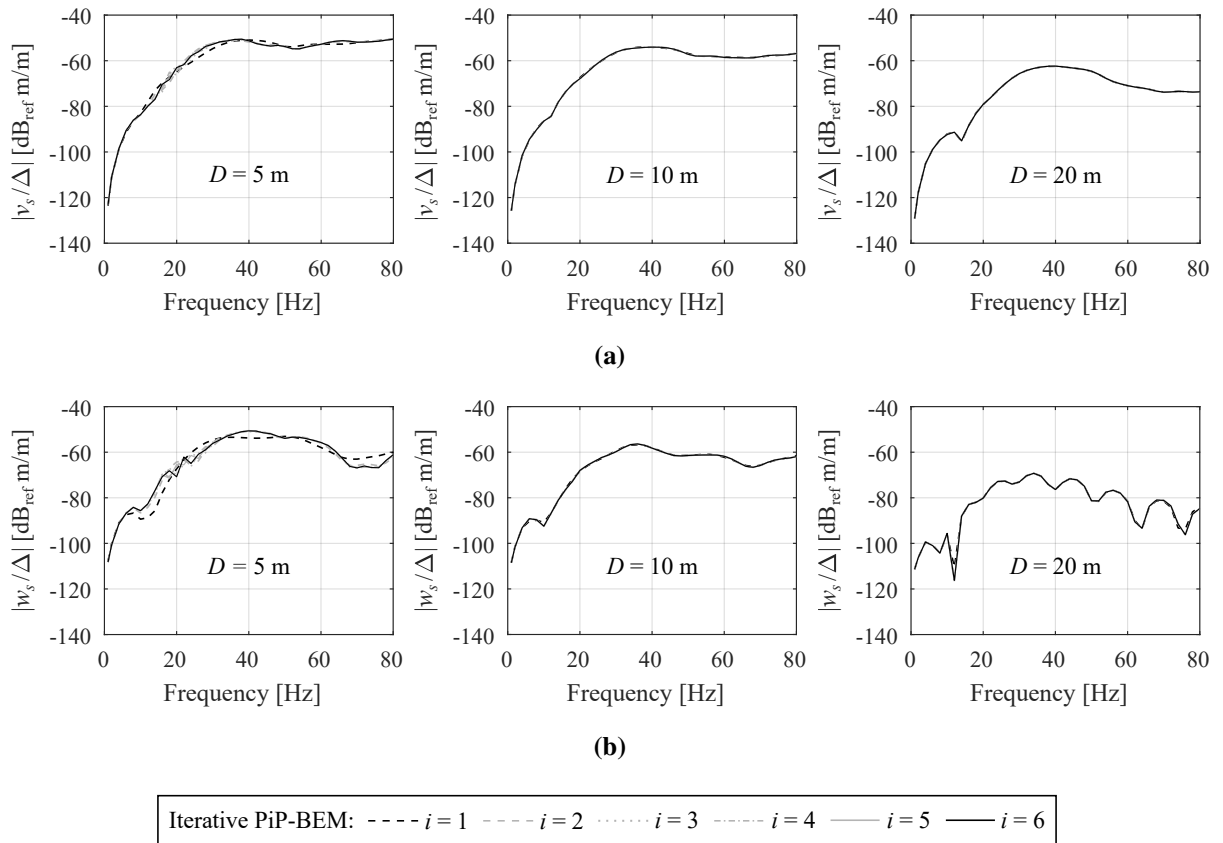 -40
-60
-80
-100
-120
-140
|v_s/Δ| [dB_ref m/m]
D = 5 m
0 20 40 60 80
Frequency [Hz]
-40
-60
-80
-100
-120
-140
|v_s/Δ| [dB_ref m/m]
D = 10 m
0 20 40 60 80
Frequency [Hz]
-40
-60
-80
-100
-120
-140
|v_s/Δ| [dB_ref m/m]
D = 20 m
0 20 40 60 80
Frequency [Hz]
(a)
-40
-60
-80
-100
-120
-140
|w_s/Δ| [dB_ref m/m]
D = 5 m
0 20 40 60 80
Frequency [Hz]
-40
-60
-80
-100
-120
-140
|w_s/Δ| [dB_ref m/m]
D = 10 m
0 20 40 60 80
Frequency [Hz]
-40
-60
-80
-100
-120
-140
|w_s/Δ| [dB_ref m/m]
D = 20 m
0 20 40 60 80
Frequency [Hz]
(b)
Iterative PiP-BEM: i = 1 i = 2 i = 3 i = 4 i = 5 i = 6